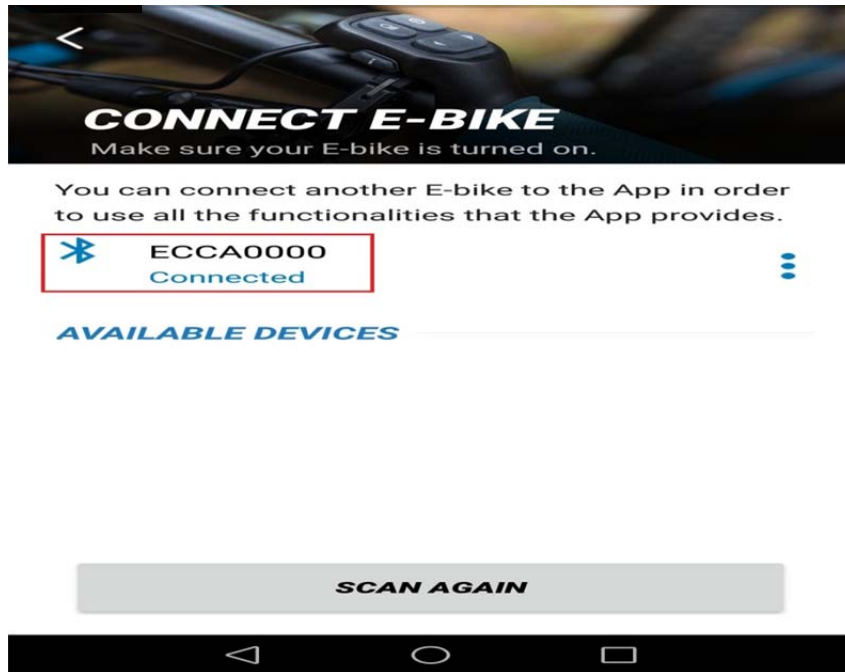 CONNECT E-BIKE
Make sure your E-bike is turned on.
You can connect another E-bike to the App in order
to use all the functionalities that the App provides.
ECCA0000
Connected
AVAILABLE DEVICES
SCAN AGAIN